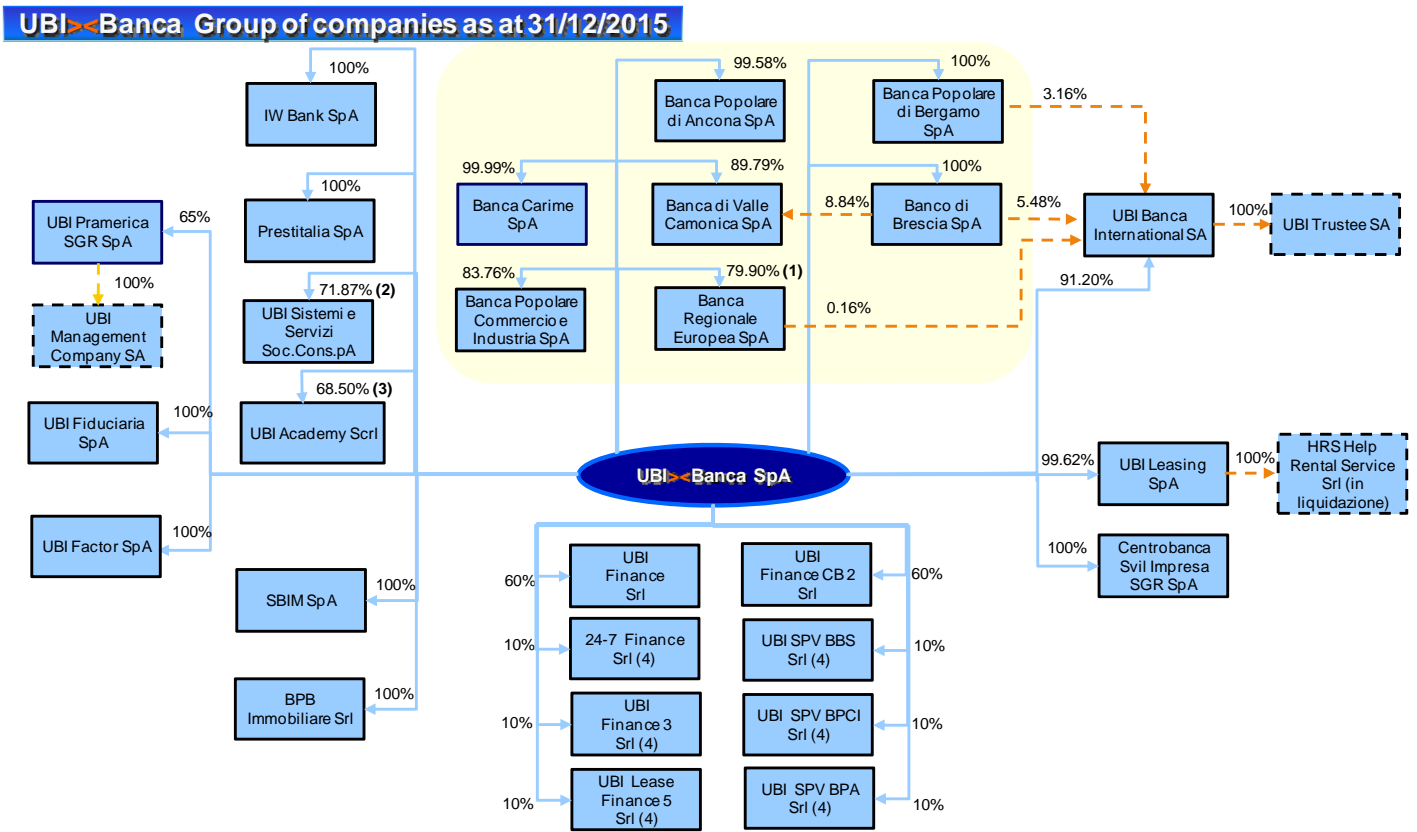 UBI><Banca Group of companies as at 31/12/2015
100%
IW Bank SpA
100%
Prestitalia SpA
71.87% (2)
UBI Sistemi e
Servizi
Soc.Cons.pA
68.50% (3)
UBI Academy Scrl
65%
UBI Pramerica
SGR SpA
100%
UBI
Management
Company SA
100%
UBI Fiduciaria
SpA
100%
UBI Factor SpA
100%
SBIM SpA
100%
BPB
Immobiliare Srl
99.58%
Banca Popolare
di Ancona SpA
100%
Banca Popolare
di Bergamo
SpA
3.16%
99.99%
Banca Carime
SpA
89.79%
Banca di Valle
Camonica SpA
8.84%
100%
Banco di
Brescia SpA
5.48%
UBI Banca
International SA
100%
UBI Trustee SA
83.76%
Banca Popolare
Commercio e
Industria SpA
79.90% (1)
Banca
Regionale
Europea SpA
0.16%
91.20%
UBI><Banca SpA
99.62%
UBI Leasing
SpA
100%
HRS Help
Rental Service
Srl (in
liquidazione)
100%
Centrobanca
Svil Impresa
SGR SpA
60%
UBI
Finance
Srl
10%
24-7 Finance
Srl (4)
10%
UBI
Finance 3
Srl (4)
10%
UBI Lease
Finance 5
Srl (4)
UBI
Finance CB 2
Srl
60%
UBI SPV BBS
Srl (4)
10%
UBI SPV BPCI
Srl (4)
10%
UBI SPV BPA
Srl (4)
10%